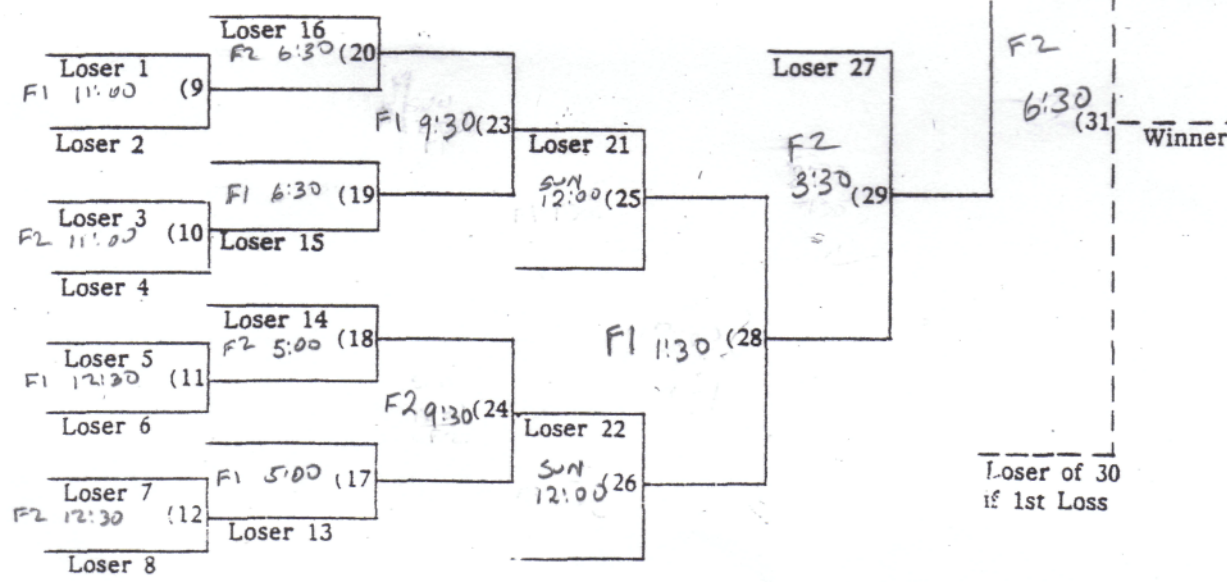 Loser 16
F2 6:30 (20
Loser 1
F1 11:00 (9
Loser 2
F1 9:30 (23
F1 6:30 (19
Loser 15
Loser 3
F2 11:00 (10
Loser 4
Loser 21
SUN
12:00 (25
Loser 14
F2 5:00 (18
Loser 5
F1 12:30 (11
Loser 6
F2 9:30 (24
F1 5:00 (17
Loser 13
Loser 7
F2 12:30 (12
Loser 8
Loser 22
SUN
12:00 (26
F1 1:30 (28
Loser 27
F2
3:30 (29
F2
6:30
(31
Winner
Loser of 30
if 1st Loss